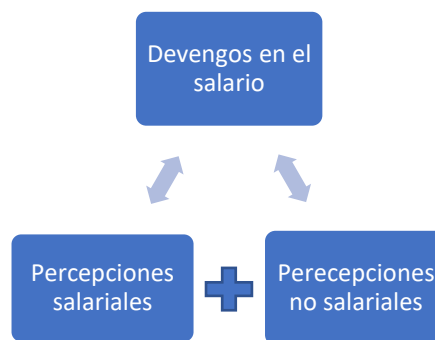 Devengos en el
salario
Percepciones
salariales
Perecepciones
no salariales